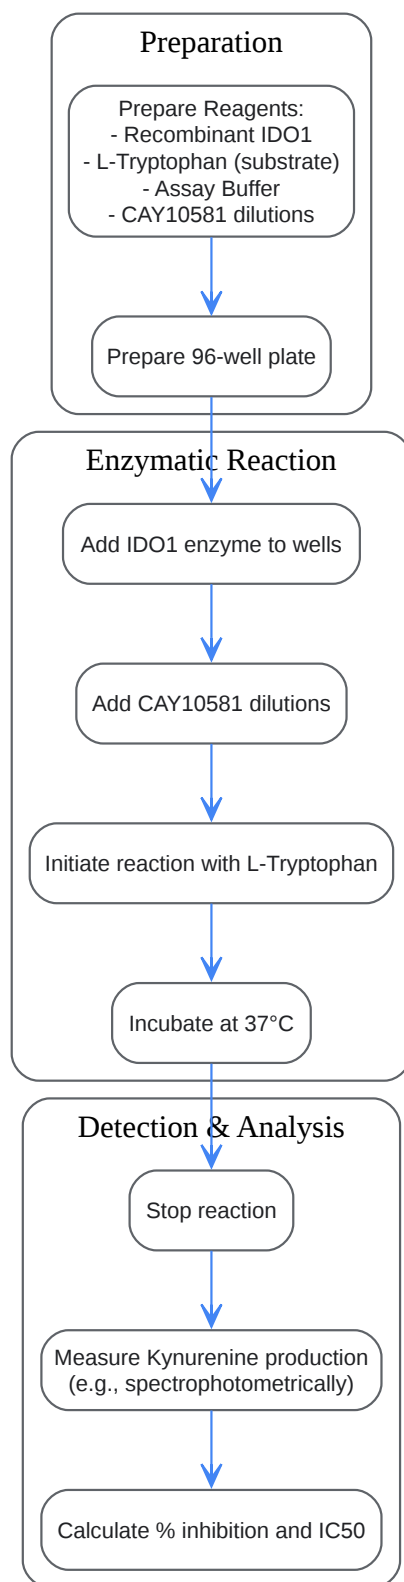 Preparation
Prepare Reagents:
- Recombinant IDO1
- L-Tryptophan (substrate)
- Assay Buffer
- CAY10581 dilutions
Prepare 96-well plate
Enzymatic Reaction
Add IDO1 enzyme to wells
Add CAY10581 dilutions
Initiate reaction with L-Tryptophan
Incubate at 37°C
Detection & Analysis
Stop reaction
Measure Kynurenine production
(e.g., spectrophotometrically)
Calculate % inhibition and IC50